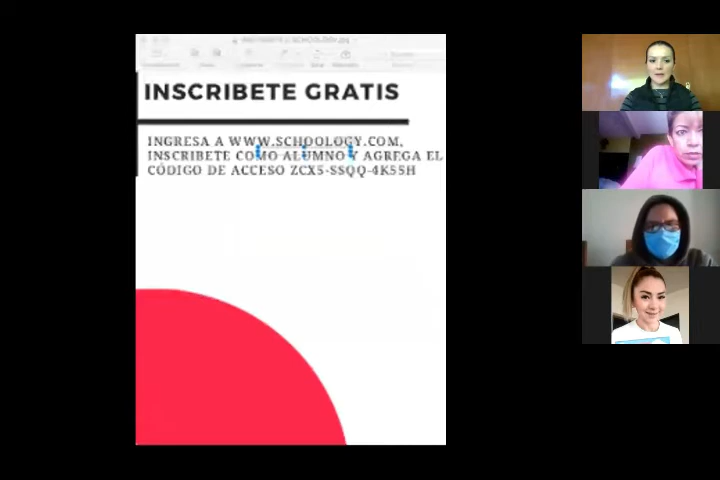 INSCRIBETE GRATIS
INGRESA A WWW.SCHOOLOGY.COM,
INSCRIBETE COMO ALUMNO Y AGREGA EL
CÓDIGO DE ACCESO ZCX5-SSQQ-4K55H